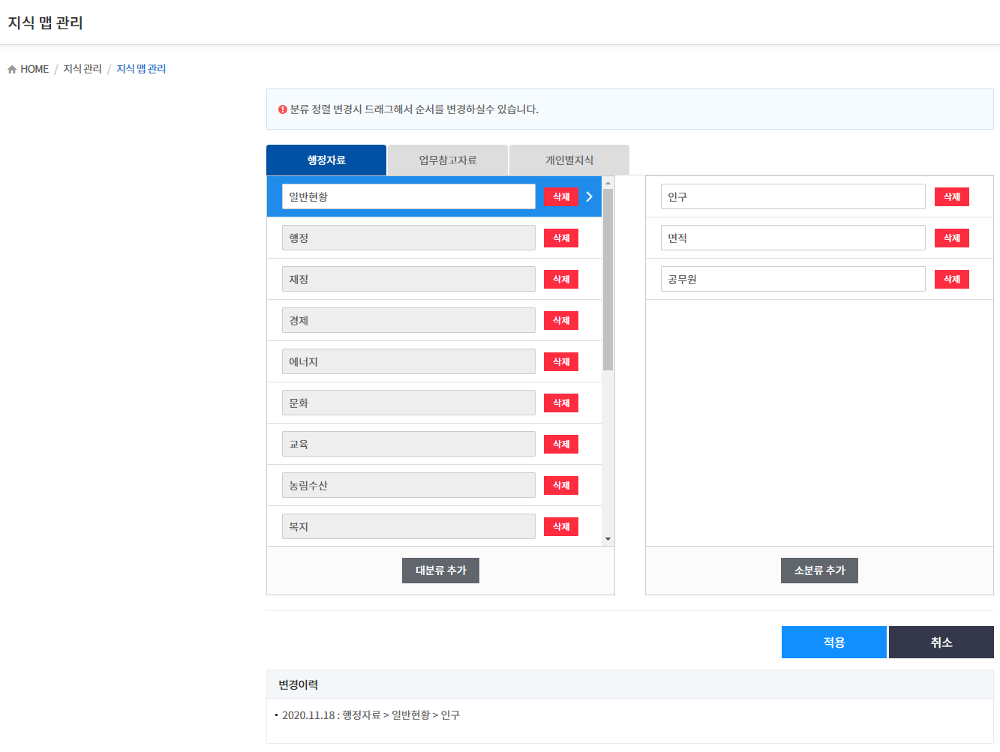 지식 맵 관리
HOME / 지식 관리 / 지식 맵 관리
분류 정렬 변경시 드래그해서 순서를 변경하실수 있습니다.
행정자료 업무참고자료 개인별지식
일반현황 삭제
행정 삭제
재정 삭제
경제 삭제
에너지 삭제
문화 삭제
교육 삭제
농림수산 삭제
복지 삭제
대분류 추가
인구 삭제
면적 삭제
공무원 삭제
소분류 추가
적용 취소
변경이력
2020.11.18 : 행정자료 > 일반현황 > 인구